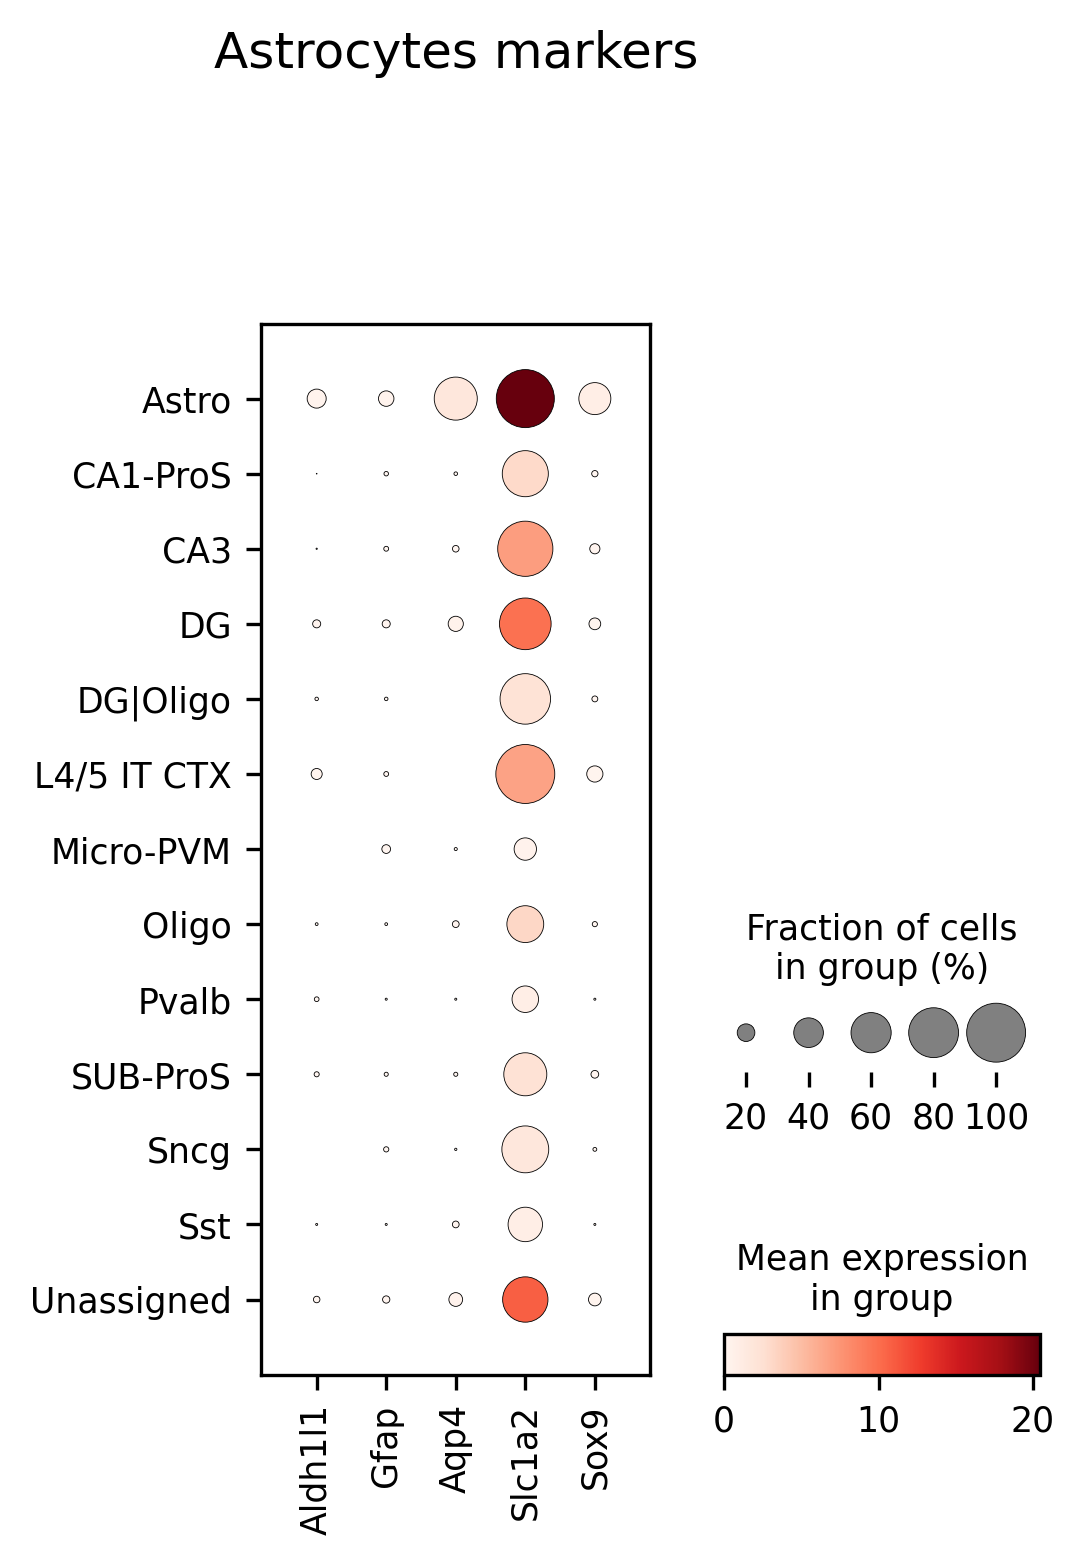 Astrocytes markers
Astro
CA1-ProS
CA3
DG
DG|Oligo
L4/5 IT CTX
Micro-PVM
Oligo
Pvalb
SUB-ProS
Sncg
Sst
Unassigned
Aldh1l1
Gfap
Aqp4
Slc1a2
Sox9
Fraction of cells
in group (%)
20 40 60 80 100
Mean expression
in group
0 10 20